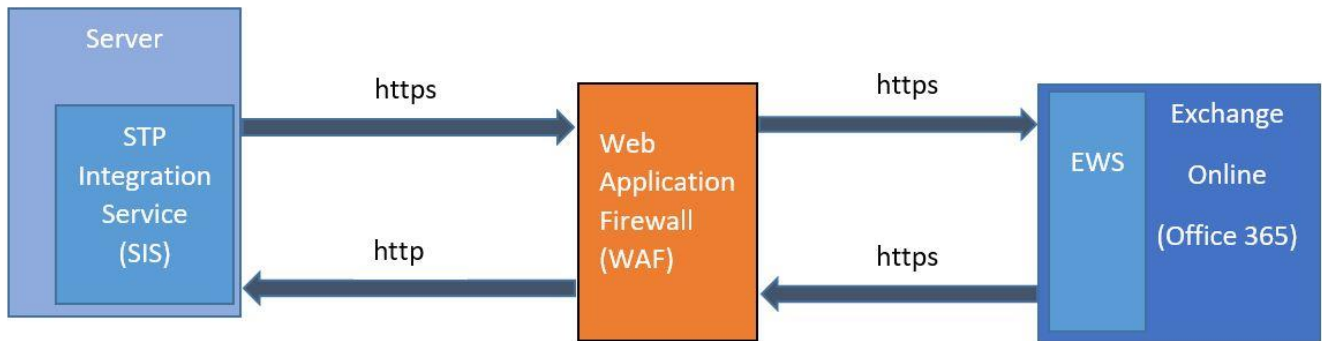 Server
STP
Integration
Service
(SIS)
https
http
Web
Application
Firewall
(WAF)
https
https
EWS
Exchange
Online
(Office 365)